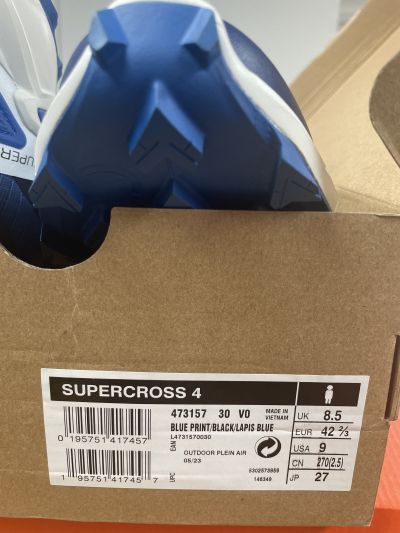 UPER
SUPERCROSS 4
473157 30 V0 MADE IN VIETNAM
BLUE PRINT/BLACK/LAPIS BLUE
L4731570030
EAN
0 195751 417457
OUTDOOR PLEIN AIR
05/23
UPC
1 95751 41745 7
5302573859
146349
UK 8.5
EUR 42 ⅔
USA 9
CN 270(2.5)
JP 27